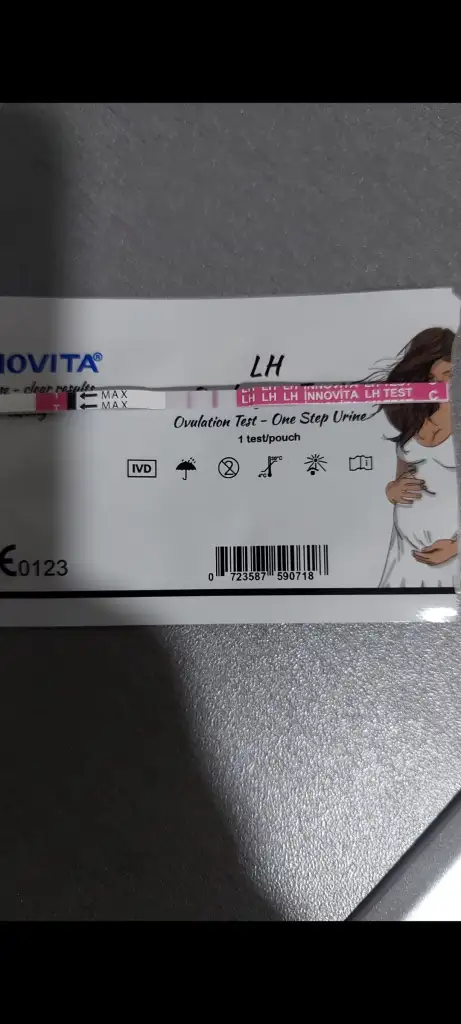 NOVITA®
LH
MAX
MAX
LH LH LH INNOVITA LH TEST
C
T
Ovulation Test - One Step Urine
1 test/pouch
IVD
CE0123
0 723587 590718